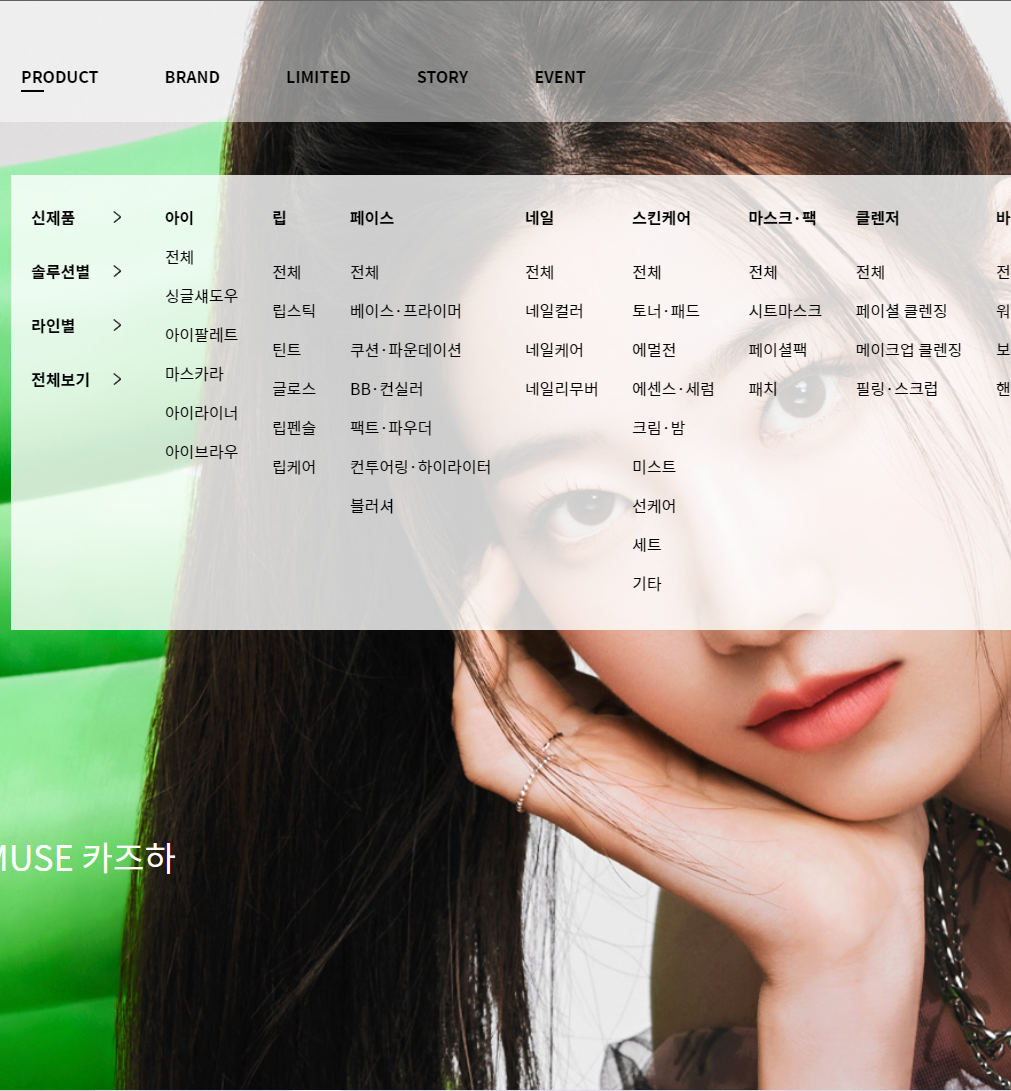 PRODUCT BRAND LIMITED STORY EVENT
신제품 >
솔루션별 >
라인별 >
전체보기 >
아이
전체
싱글섀도우
아이팔레트
마스카라
아이라이너
아이브라우
립
전체
립스틱
틴트
글로스
립펜슬
립케어
페이스
전체
베이스·프라이머
쿠션·파운데이션
BB·컨실러
팩트·파우더
컨투어링·하이라이터
블러셔
네일
전체
네일컬러
네일케어
네일리무버
스킨케어
전체
토너·패드
에멀전
에센스·세럼
크림·밤
미스트
선케어
세트
기타
마스크·팩
전체
시트마스크
페이셜팩
패치
클렌저
전체
페이셜 클렌징
메이크업 클렌징
필링·스크럽
바
전
워
보
핸
MUSE 카즈하